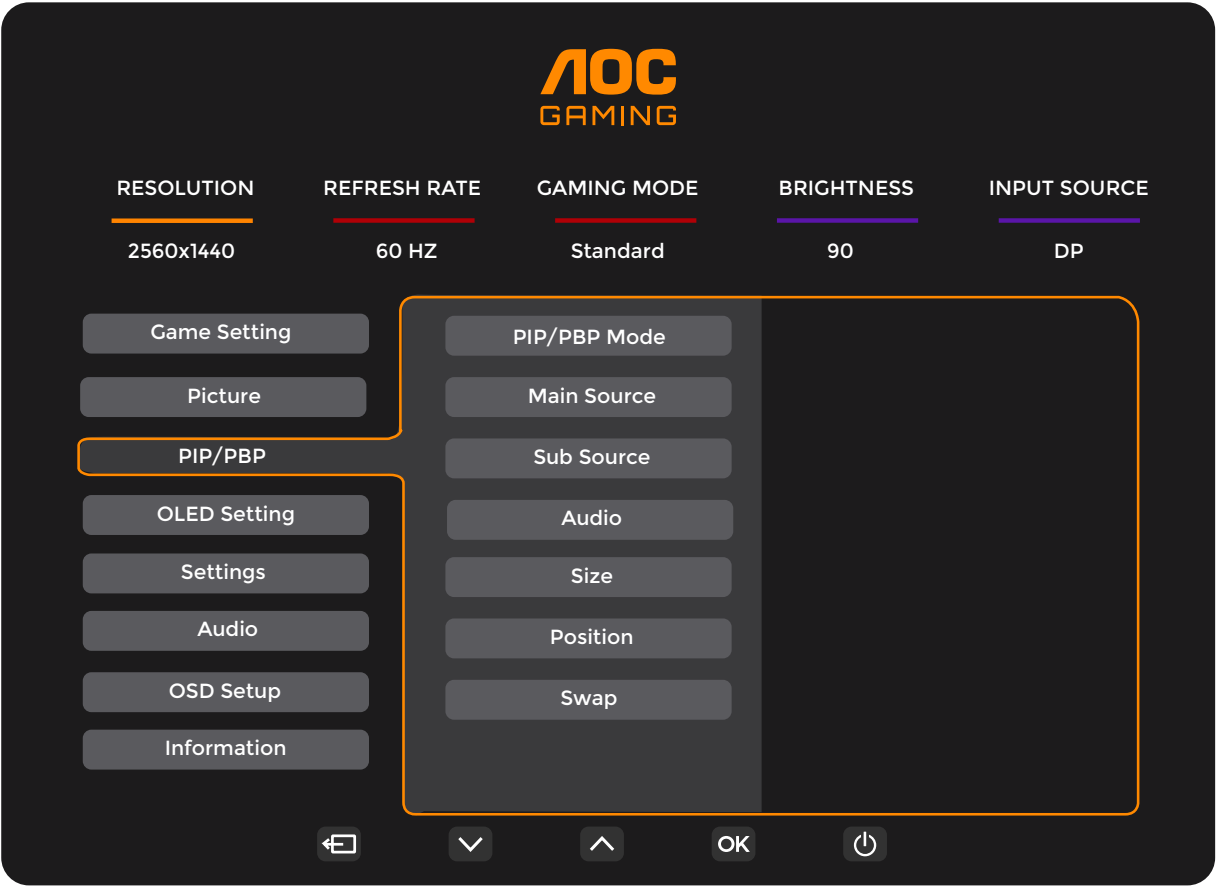 AOC
GAMING
RESOLUTION REFRESH RATE GAMING MODE BRIGHTNESS INPUT SOURCE
2560x1440 60 HZ Standard 90 DP
Game Setting
Picture
PIP/PBP
OLED Setting
Settings
Audio
OSD Setup
Information
PIP/PBP Mode
Main Source
Sub Source
Audio
Size
Position
Swap
OK